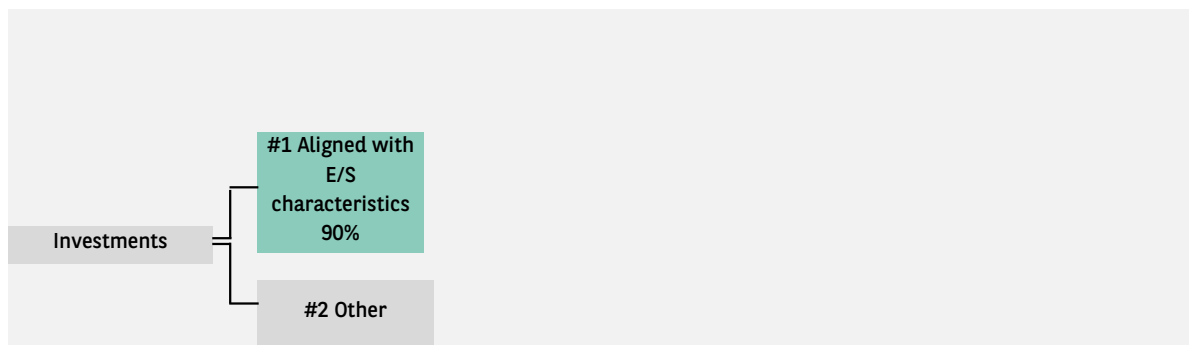 #1 Aligned with
E/S
characteristics
90%
Investments
#2 Other